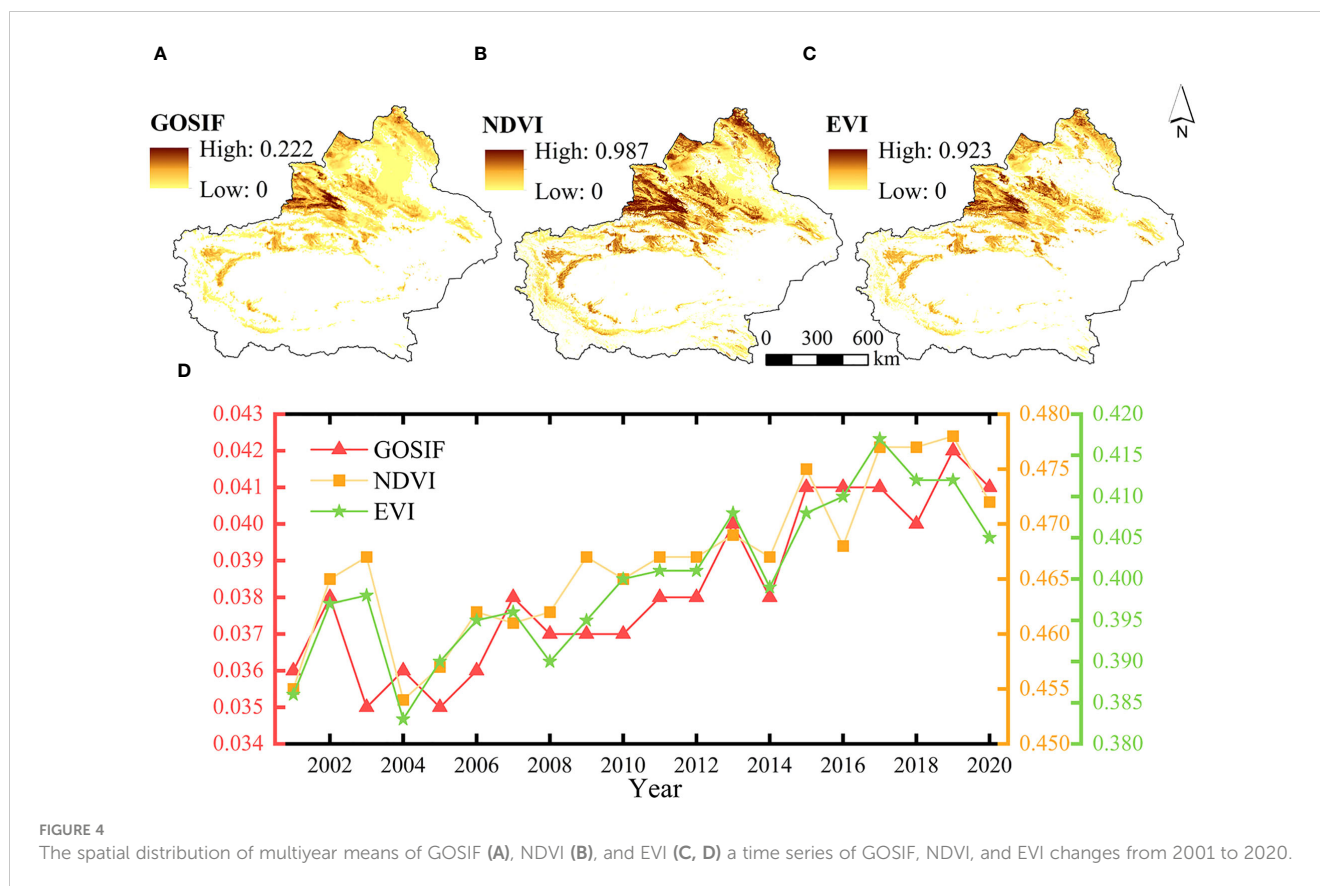 A
B
C
GOSIF
High: 0.222
Low: 0
NDVI
High: 0.987
Low: 0
EVI
High: 0.923
Low: 0
N
0 300 600
km
D
0.043
0.042
0.041
0.040
0.039
0.038
0.037
0.036
0.035
0.034
GOSIF
NDVI
EVI
0.480
0.475
0.470
0.465
0.460
0.455
0.450
0.420
0.415
0.410
0.405
0.400
0.395
0.390
0.385
0.380
2002 2004 2006 2008 2010 2012 2014 2016 2018 2020
Year
FIGURE 4
The spatial distribution of multiyear means of GOSIF (A), NDVI (B), and EVI (C, D) a time series of GOSIF, NDVI, and EVI changes from 2001 to 2020.